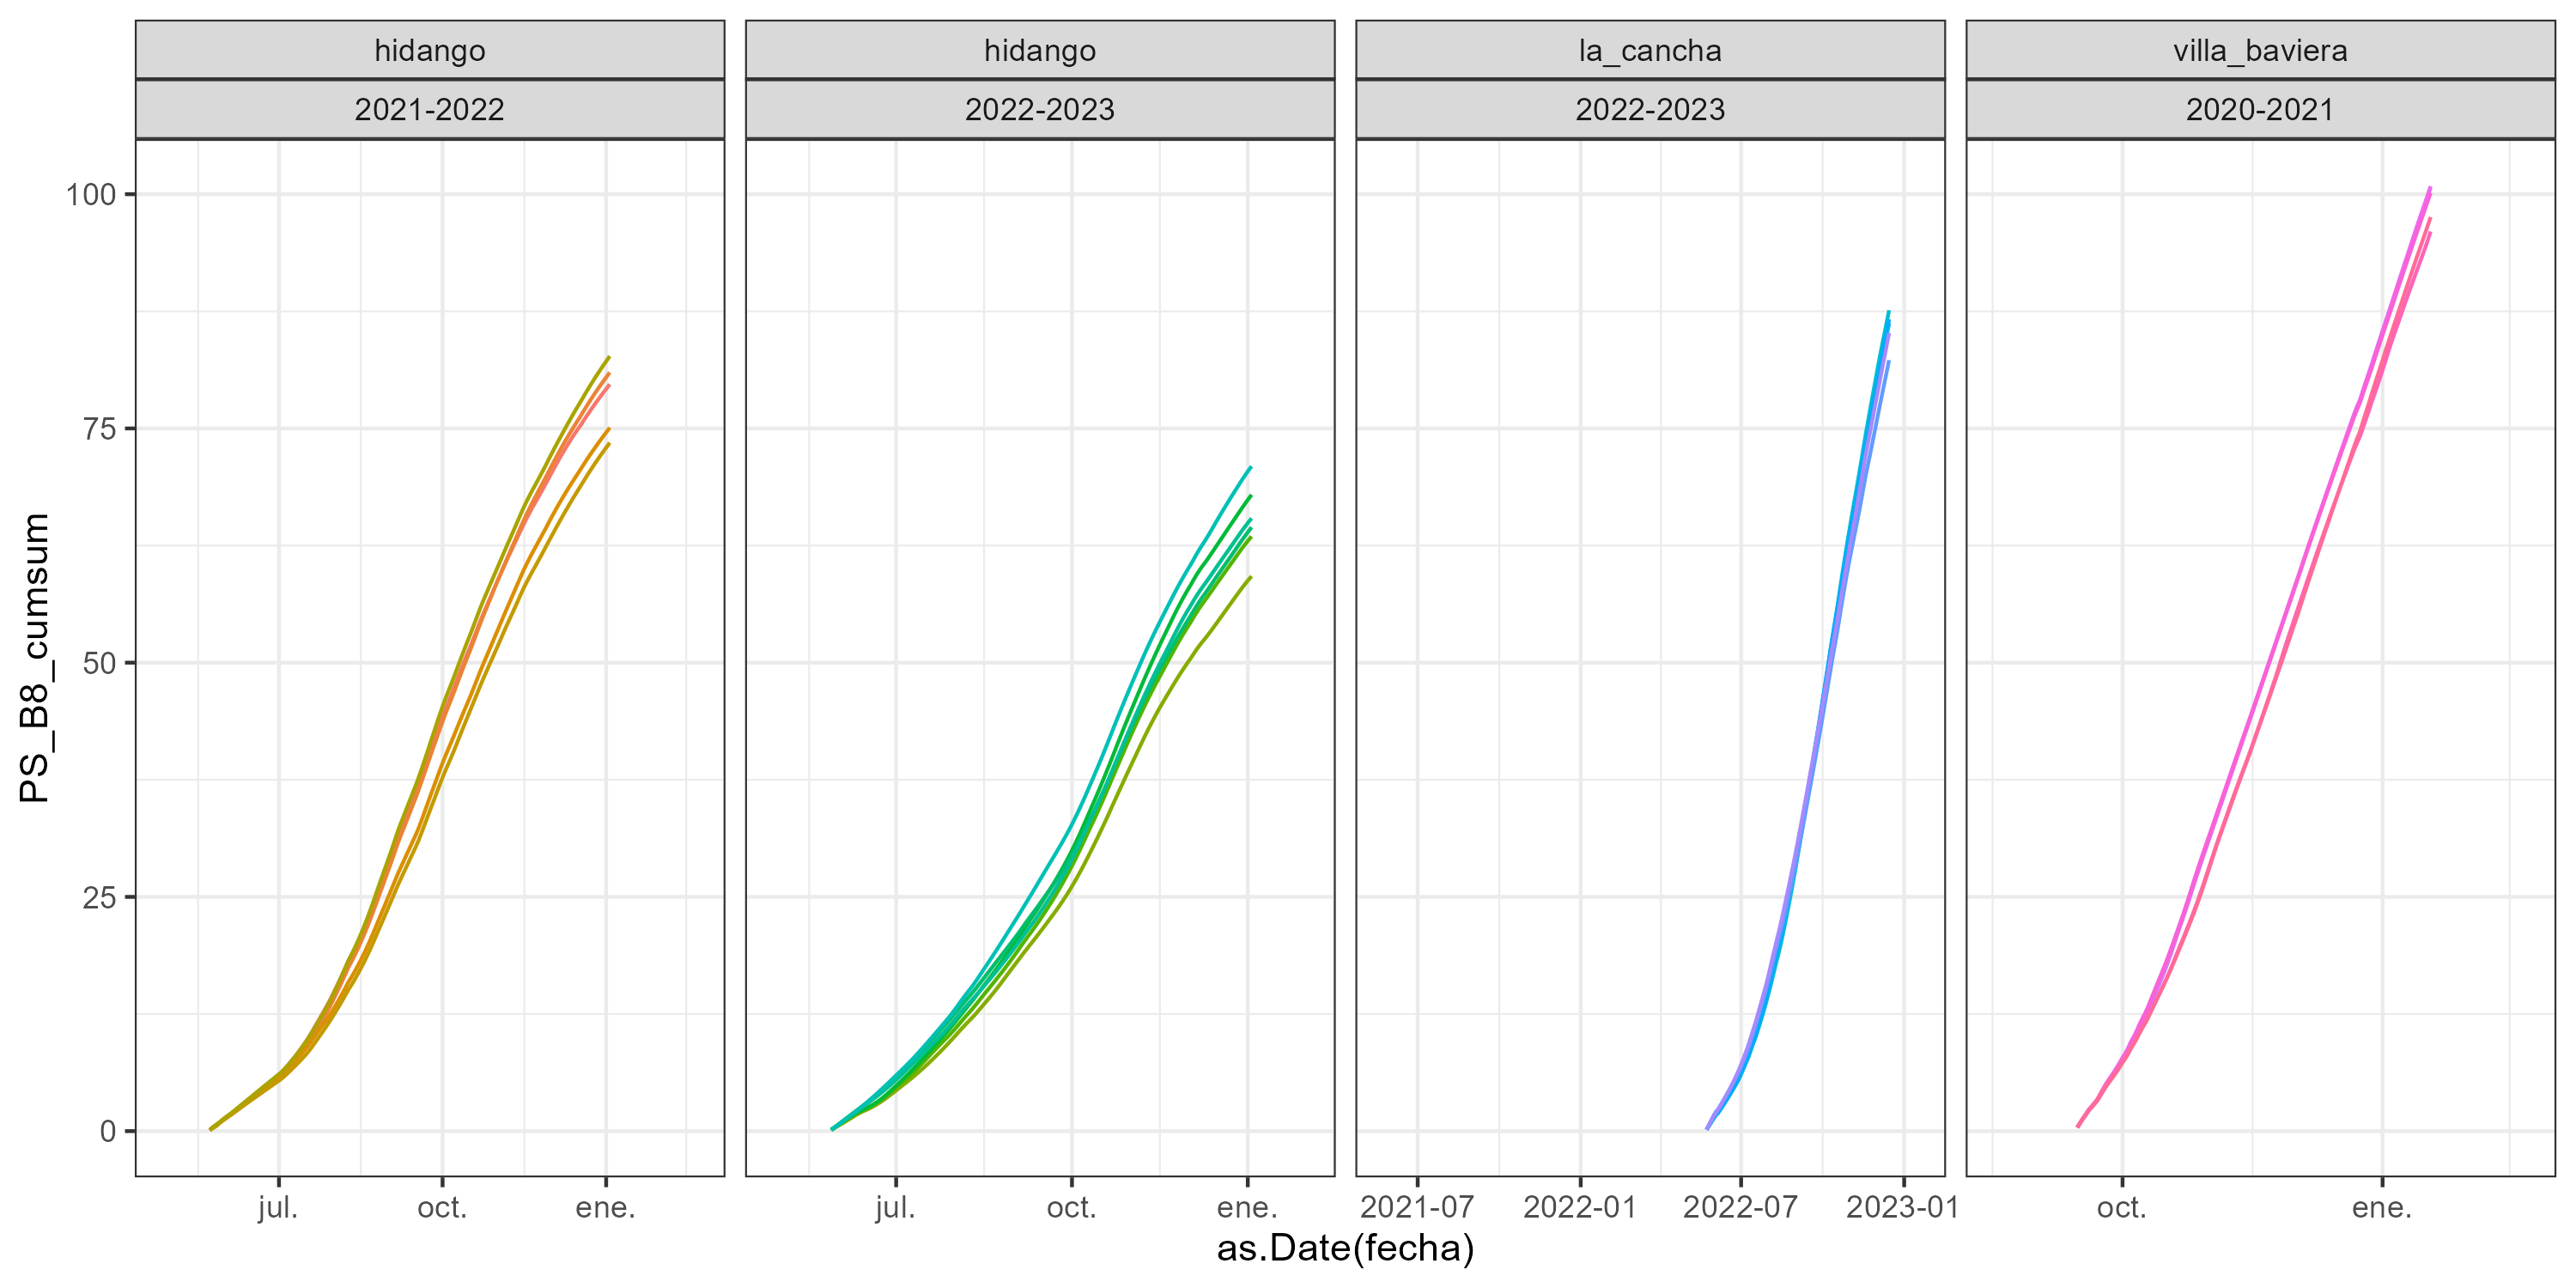 hidango hidango la_cancha villa_baviera
2021-2022 2022-2023 2022-2023 2020-2021
100
75
50
25
0
PS_B8_cumsum
jul. oct. ene. jul. oct. ene. 2021-07 2022-01 2022-07 2023-01 oct. ene.
as.Date(fecha)